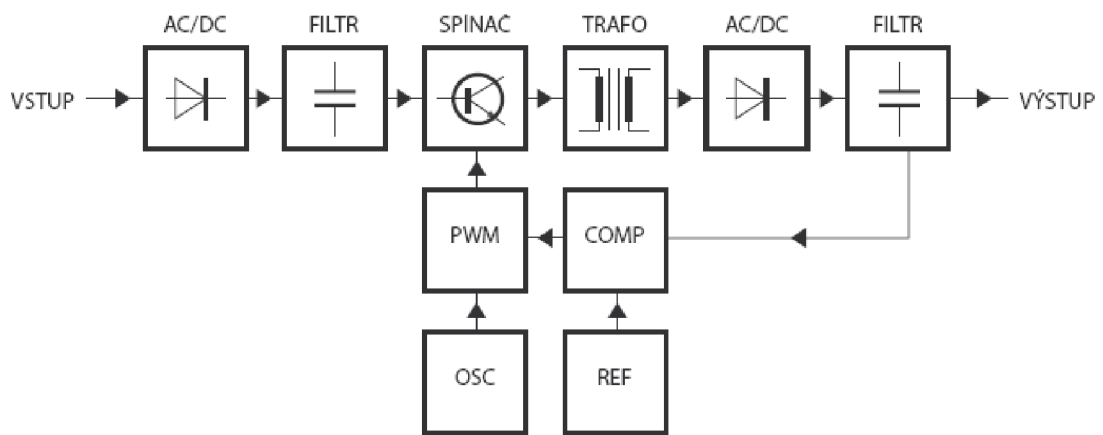 AC/DC
FILTR
SPÍNAČ
TRAFO
AC/DC
FILTR
VSTUP
VÝSTUP
PWM
COMP
OSC
REF